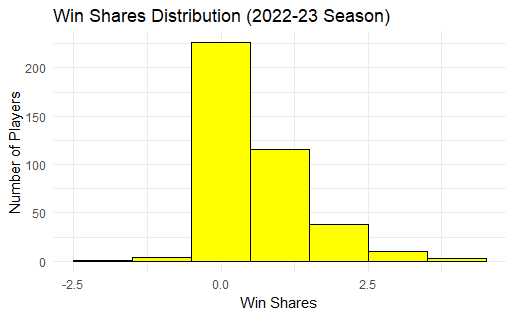 Win Shares Distribution (2022-23 Season)
Number of Players
200
150
100
50
0
-2.5 0.0 2.5
Win Shares